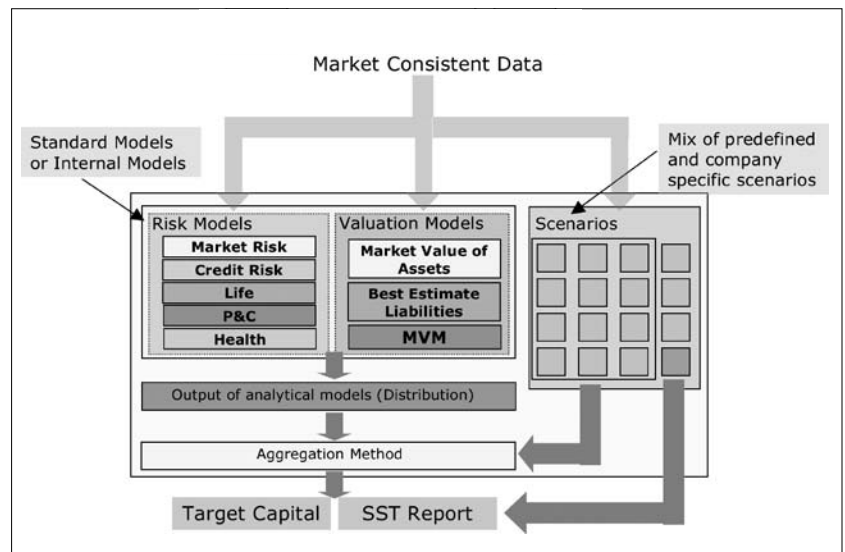 Market Consistent Data
Standard Models
or Internal Models
Mix of predefined
and company
specific scenarios
Risk Models
Market Risk
Credit Risk
Life
P&C
Health
Valuation Models
Market Value of
Assets
Best Estimate
Liabilities
MVM
Scenarios
Output of analytical models (Distribution)
Aggregation Method
Target Capital
SST Report